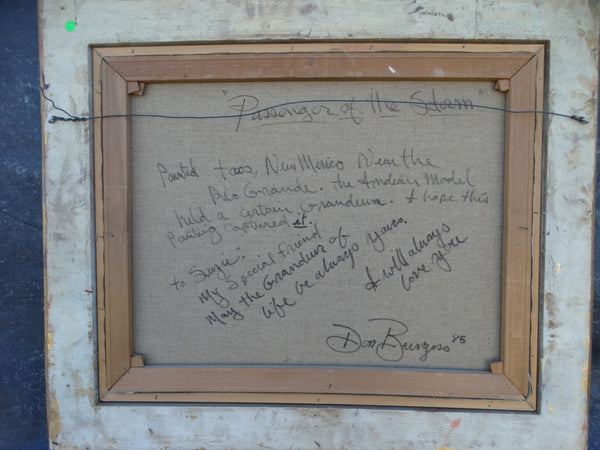 "Passenger of the Storm"
Painted Taos, New Mexico Near the
Rio Grande. The Indian Model
held a certain Grandeur. I hope this
Painting captured it.
to Suzie:
My Special Friend
May the Grandeur of
life be always yours.
I will always
love you
Don Burgess 85